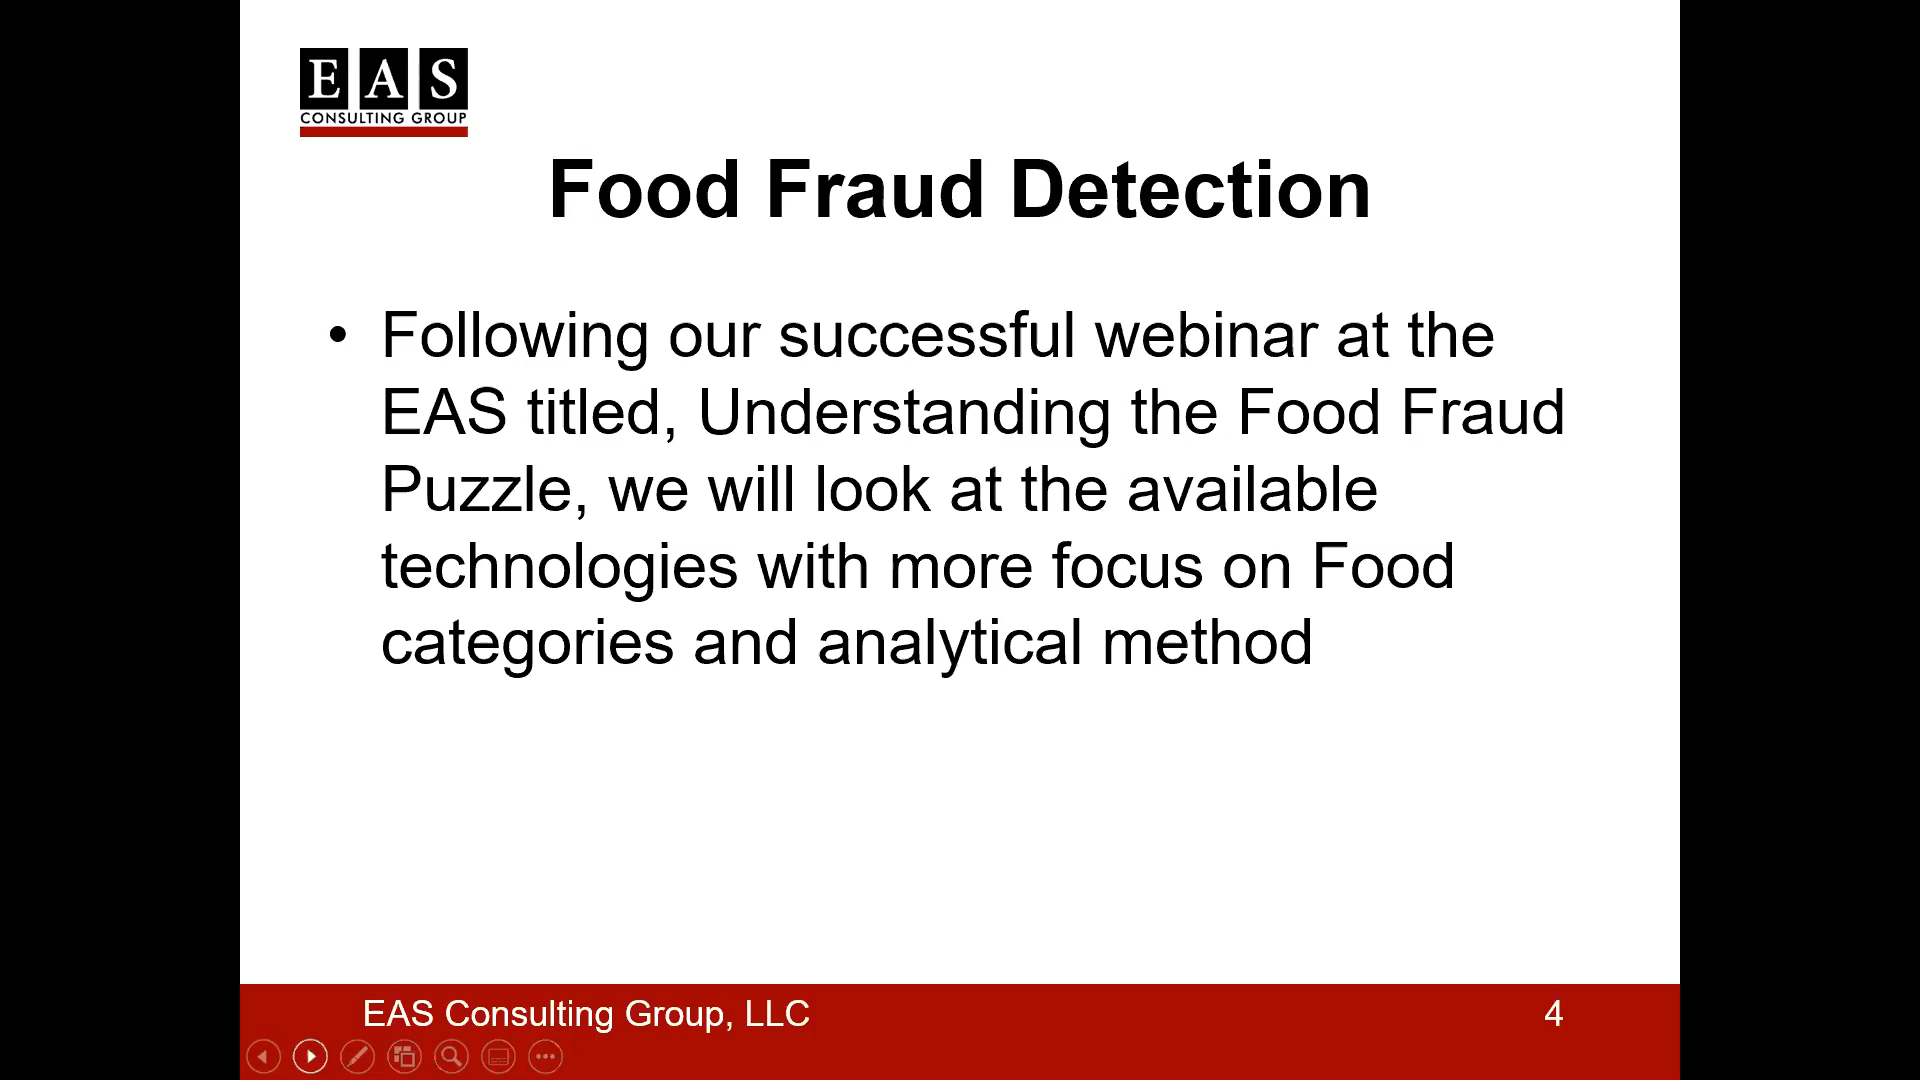 EAS
CONSULTING GROUP
Food Fraud Detection
• Following our successful webinar at the
EAS titled, Understanding the Food Fraud
Puzzle, we will look at the available
technologies with more focus on Food
categories and analytical method
EAS Consulting Group, LLC
4